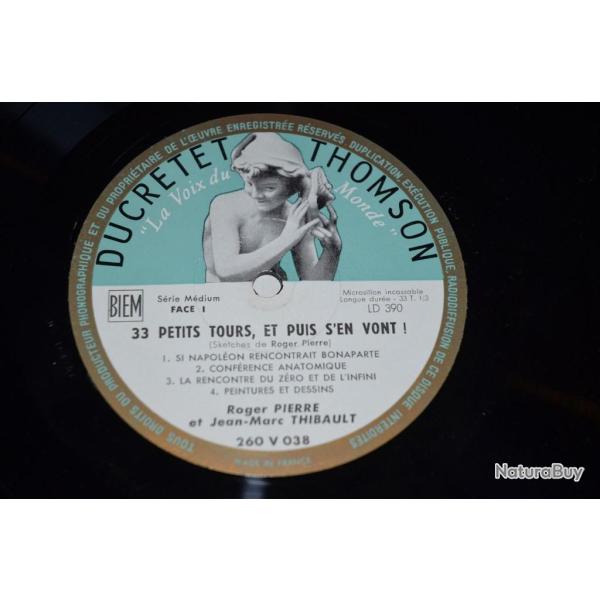 TOUS DROITS DU PRODUCTEUR PHONOGRAPHIQUE ET DU PROPRIÉTAIRE DE L'ŒUVRE ENREGISTRÉE RÉSERVÉS. DUPLICATION, EXÉCUTION PUBLIQUE, RADIODIFFUSION DE CE DISQUE INTERDITES
DUCRETET THOMSON
"La Voix du Monde"
BIEM
Série Médium
FACE 1
Microsillon incassable
Longue durée - 33 T. 1/3
LD 390
33 PETITS TOURS, ET PUIS S'EN VONT !
(Sketches de Roger Pierre)
1. SI NAPOLÉON RENCONTRAIT BONAPARTE
2. CONFÉRENCE ANATOMIQUE
3. LA RENCONTRE DU ZÉRO ET DE L'INFINI
4. PEINTURES ET DESSINS
Roger PIERRE
et Jean-Marc THIBAULT
260 V 038
MADE IN FRANCE
NaturaBuy